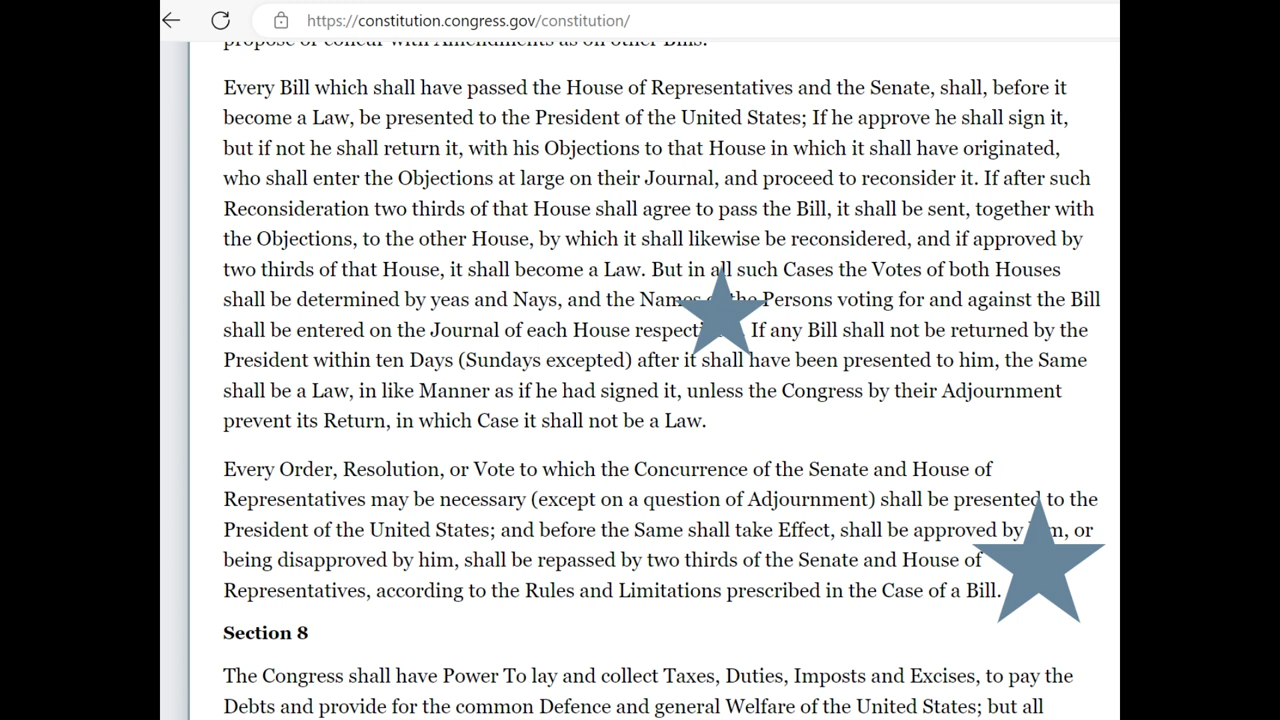 https://constitution.congress.gov/constitution/
propose or concur with Amendments as on other Bills.
Every Bill which shall have passed the House of Representatives and the Senate, shall, before it
become a Law, be presented to the President of the United States; If he approve he shall sign it,
but if not he shall return it, with his Objections to that House in which it shall have originated,
who shall enter the Objections at large on their Journal, and proceed to reconsider it. If after such
Reconsideration two thirds of that House shall agree to pass the Bill, it shall be sent, together with
the Objections, to the other House, by which it shall likewise be reconsidered, and if approved by
two thirds of that House, it shall become a Law. But in all such Cases the Votes of both Houses
shall be determined by yeas and Nays, and the Names the Persons voting for and against the Bill
shall be entered on the Journal of each House If any Bill shall not be returned by the
President within ten Days (Sundays excepted) after it shall have been presented to him, the Same
shall be a Law, in like Manner as if he had signed it, unless the Congress by their Adjournment
prevent its Return, in which Case it shall not be a Law.
Every Order, Resolution, or Vote to which the Concurrence of the Senate and House of
Representatives may be necessary (except on a question of Adjournment) shall be presented to the
President of the United States; and before the Same shall take Effect, shall be approved by him, or
being disapproved by him, shall be repassed by two thirds of the Senate and House of
Representatives, according to the Rules and Limitations prescribed in the Case of a Bill.
Section 8
The Congress shall have Power To lay and collect Taxes, Duties, Imposts and Excises, to pay the
Debts and provide for the common Defence and general Welfare of the United States; but all